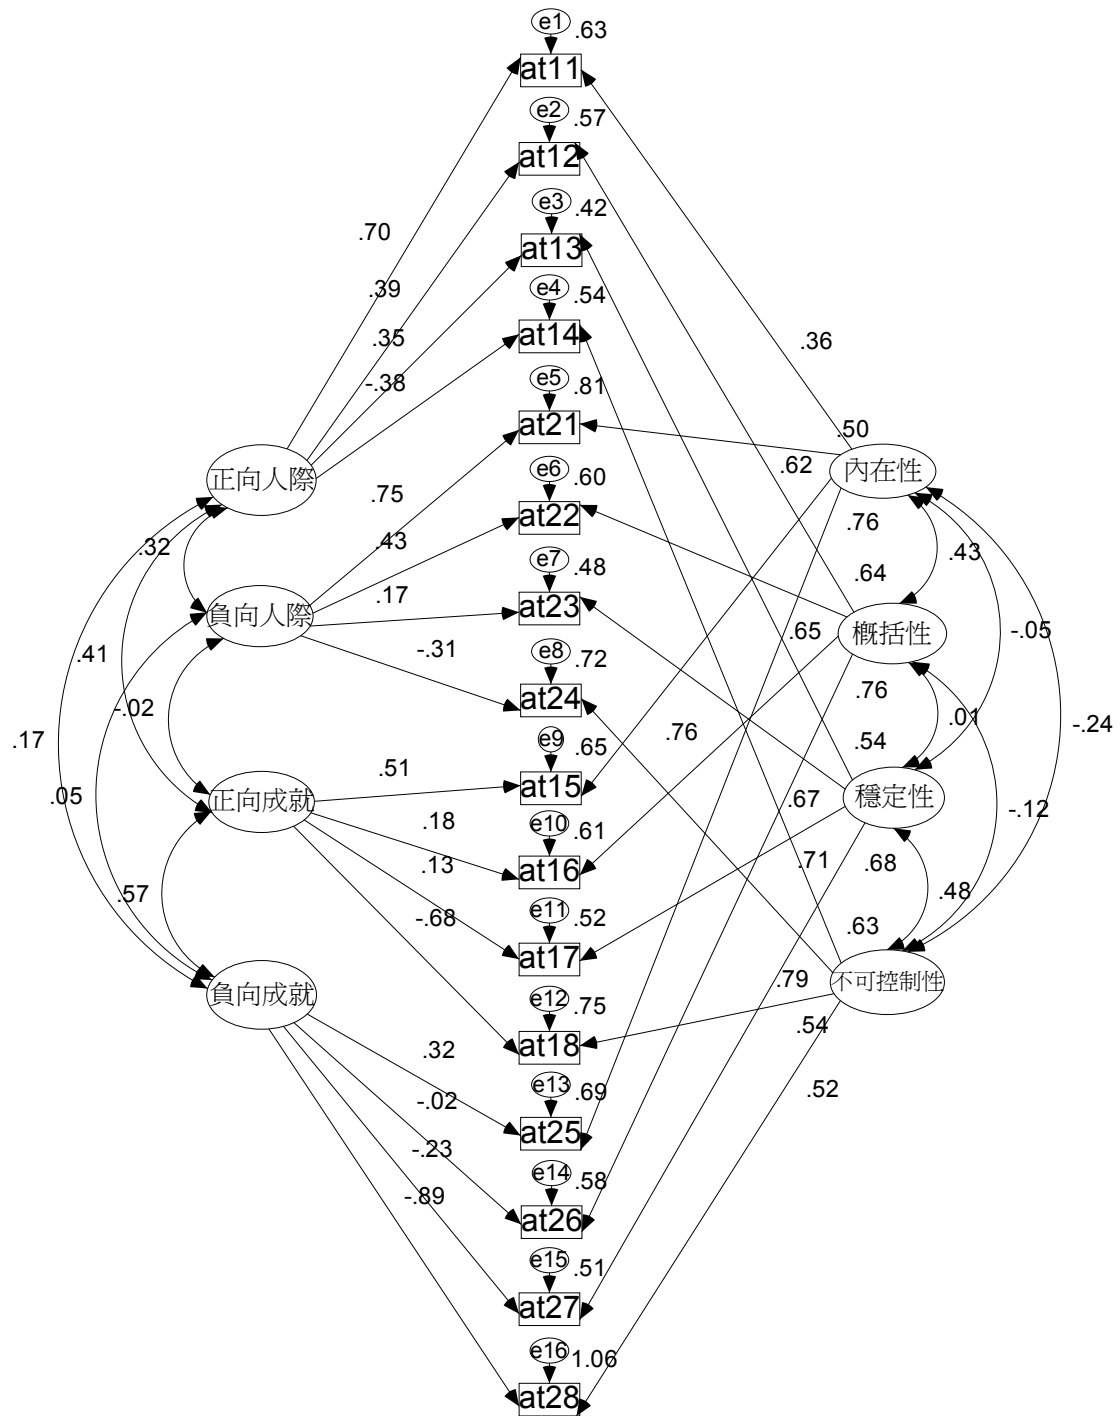 e1
.63
at11
e2
.57
at12
e3
.42
at13
.70
e4
.54
.39
at14
.35
.36
-.38
e5
.81
at21
.50
.62
正向人際
e6
.60
內在性
.75
at22
.76
.32
.43
.43
e7
.48
.64
.17
at23
負向人際
.65
概括性
-.05
.41
-.31
e8
.72
.76
at24
-.02
.01
-.24
.17
e9
.65
.76
.54
.51
at15
.05
正向成就
.67
穩定性
.18
e10
.61
-.12
.13
at16
.71
.68
.57
-.68
e11
.52
.48
.63
at17
負向成就
.79
不可控制性
e12
.75
.54
.32
at18
-.02
e13
.69
.52
at25
-.23
e14
.58
-.89
at26
e15
.51
at27
e16
1.06
at28